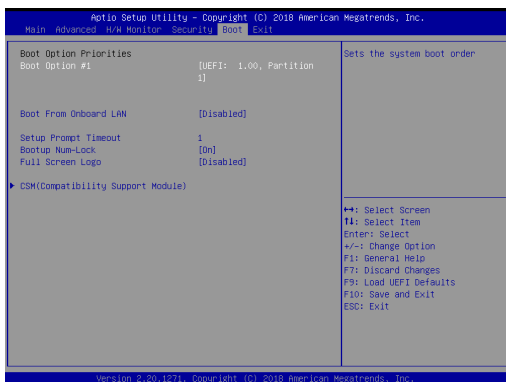 Aptio Setup Utility – Copyright (C) 2018 American Megatrends, Inc.
Main Advanced H/W Monitor Security Boot Exit
Boot Option Priorities
Boot Option #1 [UEFI: 1.00, Partition
1]
Boot From Onboard LAN [Disabled]
Setup Prompt Timeout 1
Bootup Num-Lock [On]
Full Screen Logo [Disabled]
CSM(Compatibility Support Module)
Sets the system boot order
↔: Select Screen
↑↓: Select Item
Enter: Select
+/-: Change Option
F1: General Help
F7: Discard Changes
F9: Load UEFI Defaults
F10: Save and Exit
ESC: Exit
Version 2.20.1271. Copyright (C) 2018 American Megatrends, Inc.